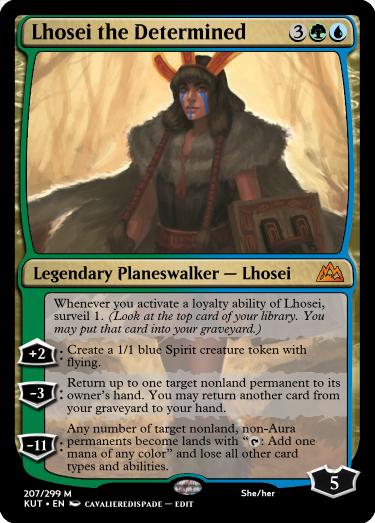 Lhosei the Determined 3
Legendary Planeswalker — Lhosei
Whenever you activate a loyalty ability of Lhosei,
surveil 1. (Look at the top card of your library. You
may put that card into your graveyard.)
+2: Create a 1/1 blue Spirit creature token with
flying.
-3: Return up to one target nonland permanent to its
owner's hand. You may return another card from
your graveyard to your hand.
-11: Any number of target nonland, non-Aura
permanents become lands with “: Add one
mana of any color” and lose all other card
types and abilities.
5
207/299 M She/her
KUT • EN CAVALIEREDISPADE — EDIT